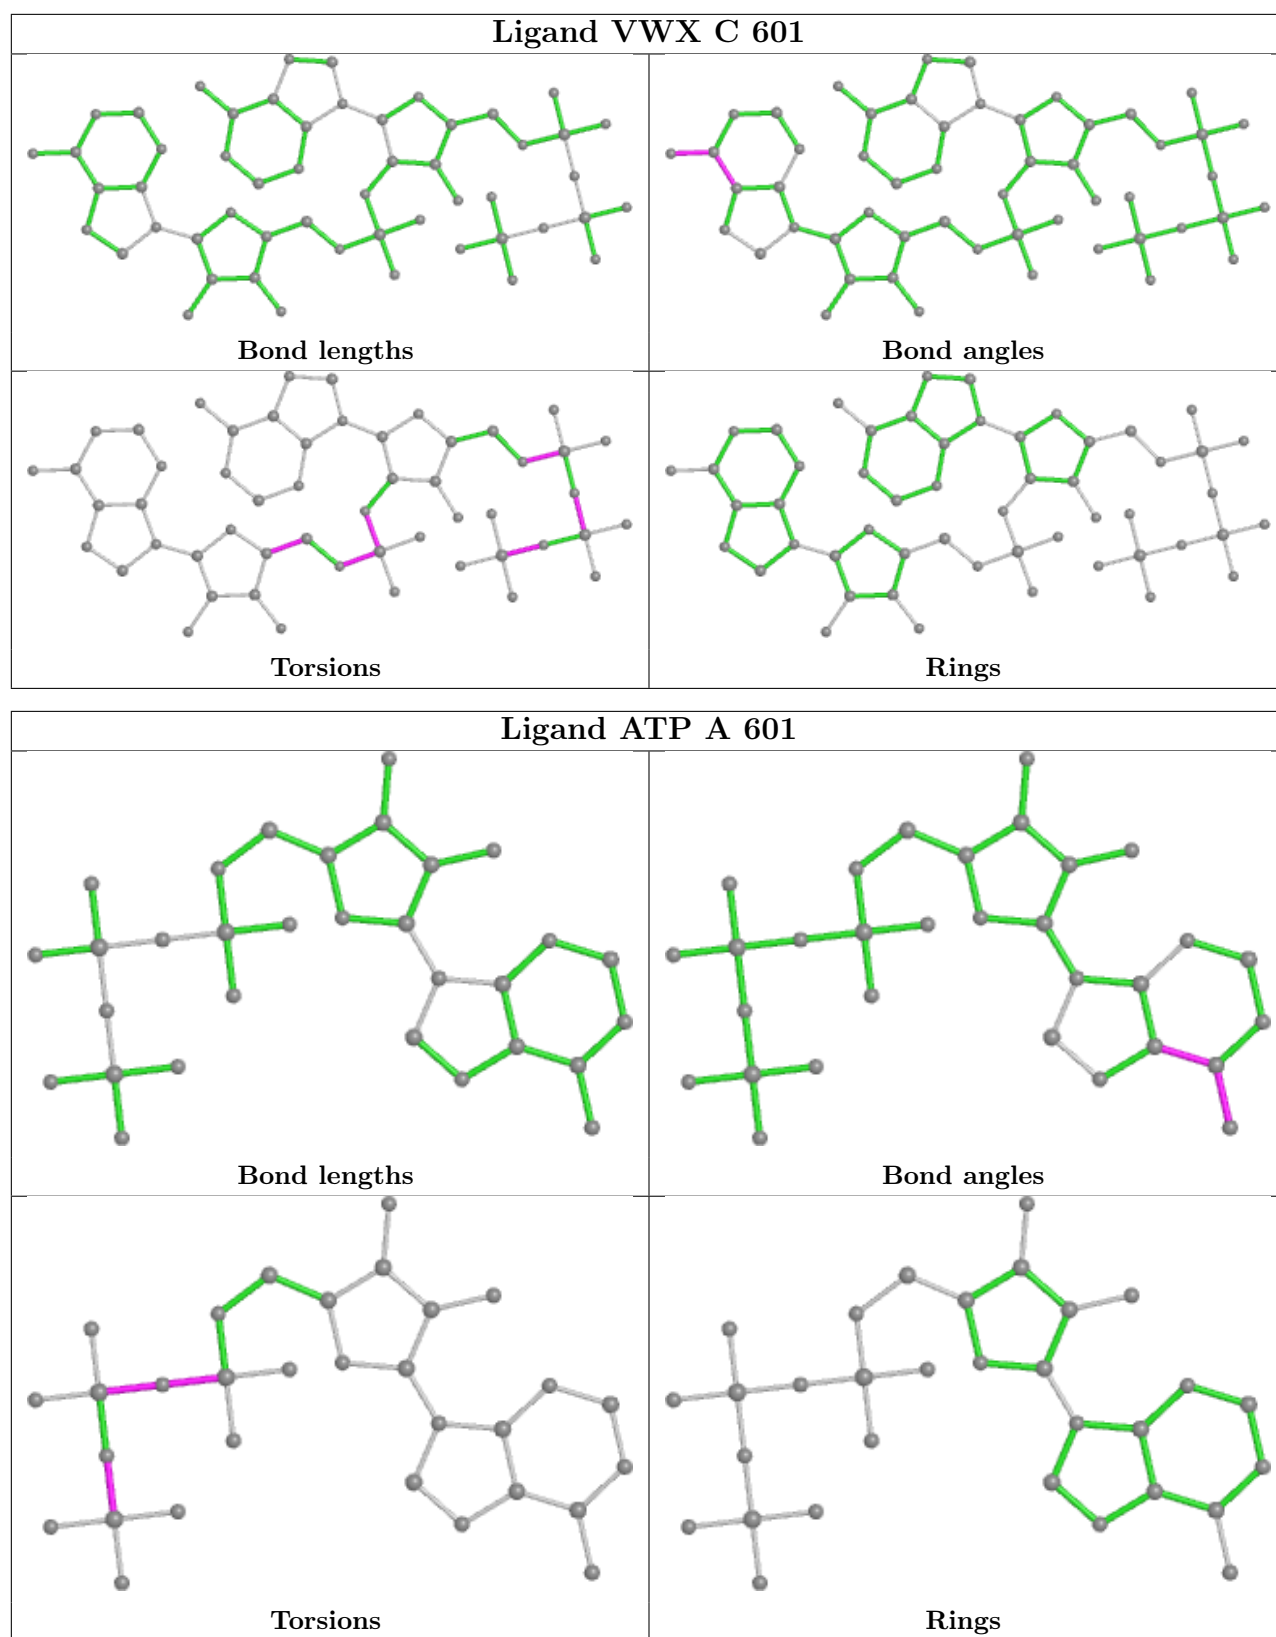 Ligand VWX C 601
Bond lengths
Bond angles
Torsions
Rings
Ligand ATP A 601
Bond lengths
Bond angles
Torsions
Rings